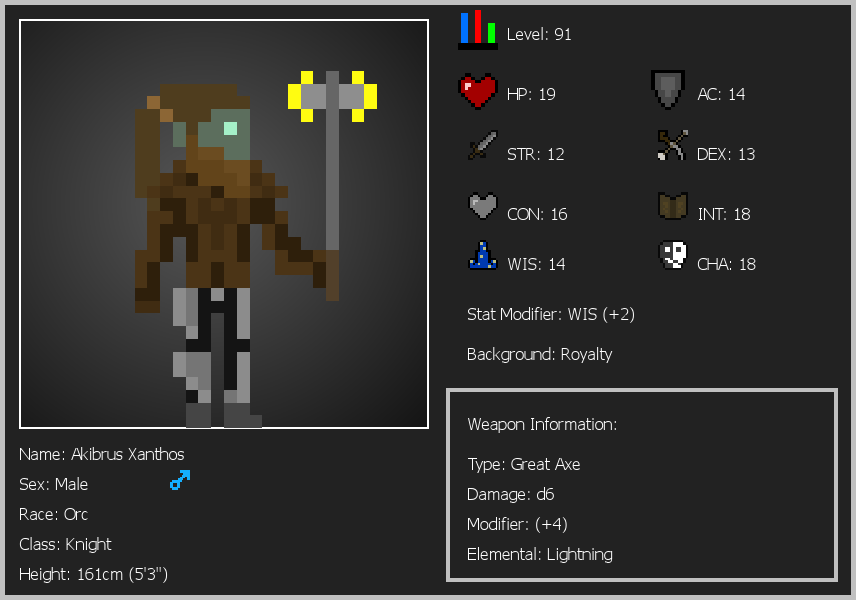 Level: 91
HP: 19
AC: 14
STR: 12
DEX: 13
CON: 16
INT: 18
WIS: 14
CHA: 18
Stat Modifier: WIS (+2)
Background: Royalty
Weapon Information:
Type: Great Axe
Damage: d6
Modifier: (+4)
Elemental: Lightning
Name: Akibrus Xanthos
Sex: Male
Race: Orc
Class: Knight
Height: 161cm (5'3")